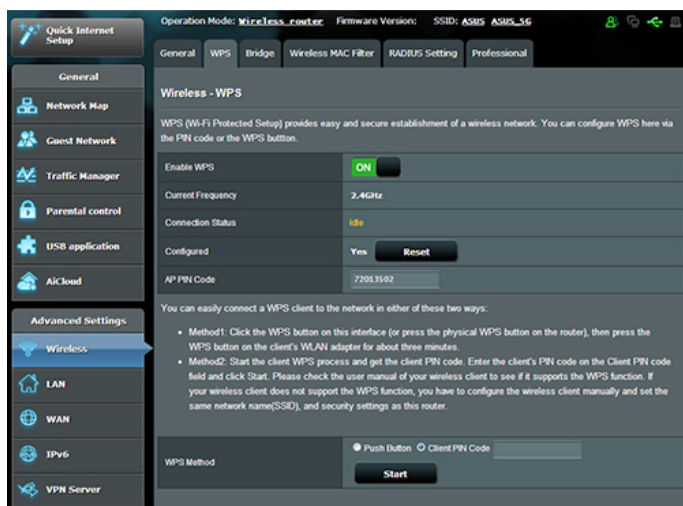 Quick Internet
Setup
Operation Mode: Wireless router Firmware Version: SSID: ASUS ASUS_5G
General WPS Bridge Wireless MAC Filter RADIUS Setting Professional
General
Network Map
Guest Network
Traffic Manager
Parental control
USB application
AiCloud
Advanced Settings
Wireless
LAN
WAN
IPv6
VPN Server
Wireless - WPS
WPS (Wi-Fi Protected Setup) provides easy and secure establishment of a wireless network. You can configure WPS here via
the PIN code or the WPS buttton.
Enable WPS ON
Current Frequency 2.4GHz
Connection Status Idle
Configured Yes Reset
AP PIN Code 72013502
You can easily connect a WPS client to the network in either of these two
ways:
• Method1: Click the WPS button on this interface (or press the physical WPS button on the router), then press the
WPS button on the client's WLAN adapter for about three minutes.
• Method2: Start the client WPS process and get the client PIN code. Enter the client's PIN code on the Client PIN code
field and click Start. Please check the user manual of your wireless client to see if it supports the WPS function. If
your wireless client does not support the WPS function, you have to configure the wireless client manually and set the
same network name(SSID), and security settings as this router.
WPS Method Push Button Client PIN Code
Start